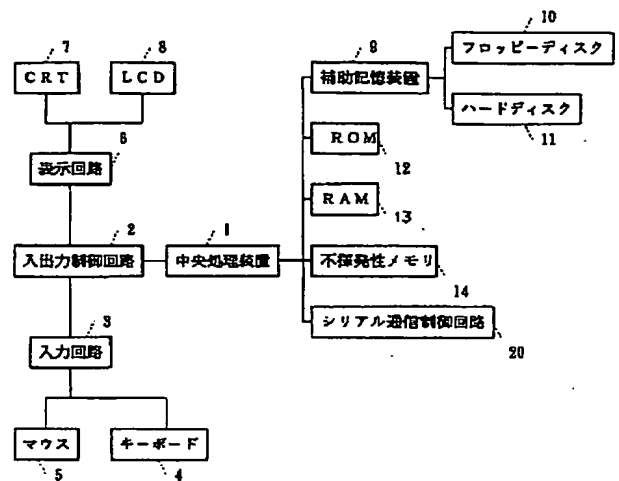 10
7
8
9
フロッピーディスク
CRT
LCD
補助記憶装置
ハードディスク
6
11
ROM
表示回路
12
RAM
2
1
13
入出力制御回路
中央処理装置
不揮発性メモリ
14
3
シリアル通信制御回路
入力回路
20
マウス
キーボード
5
4